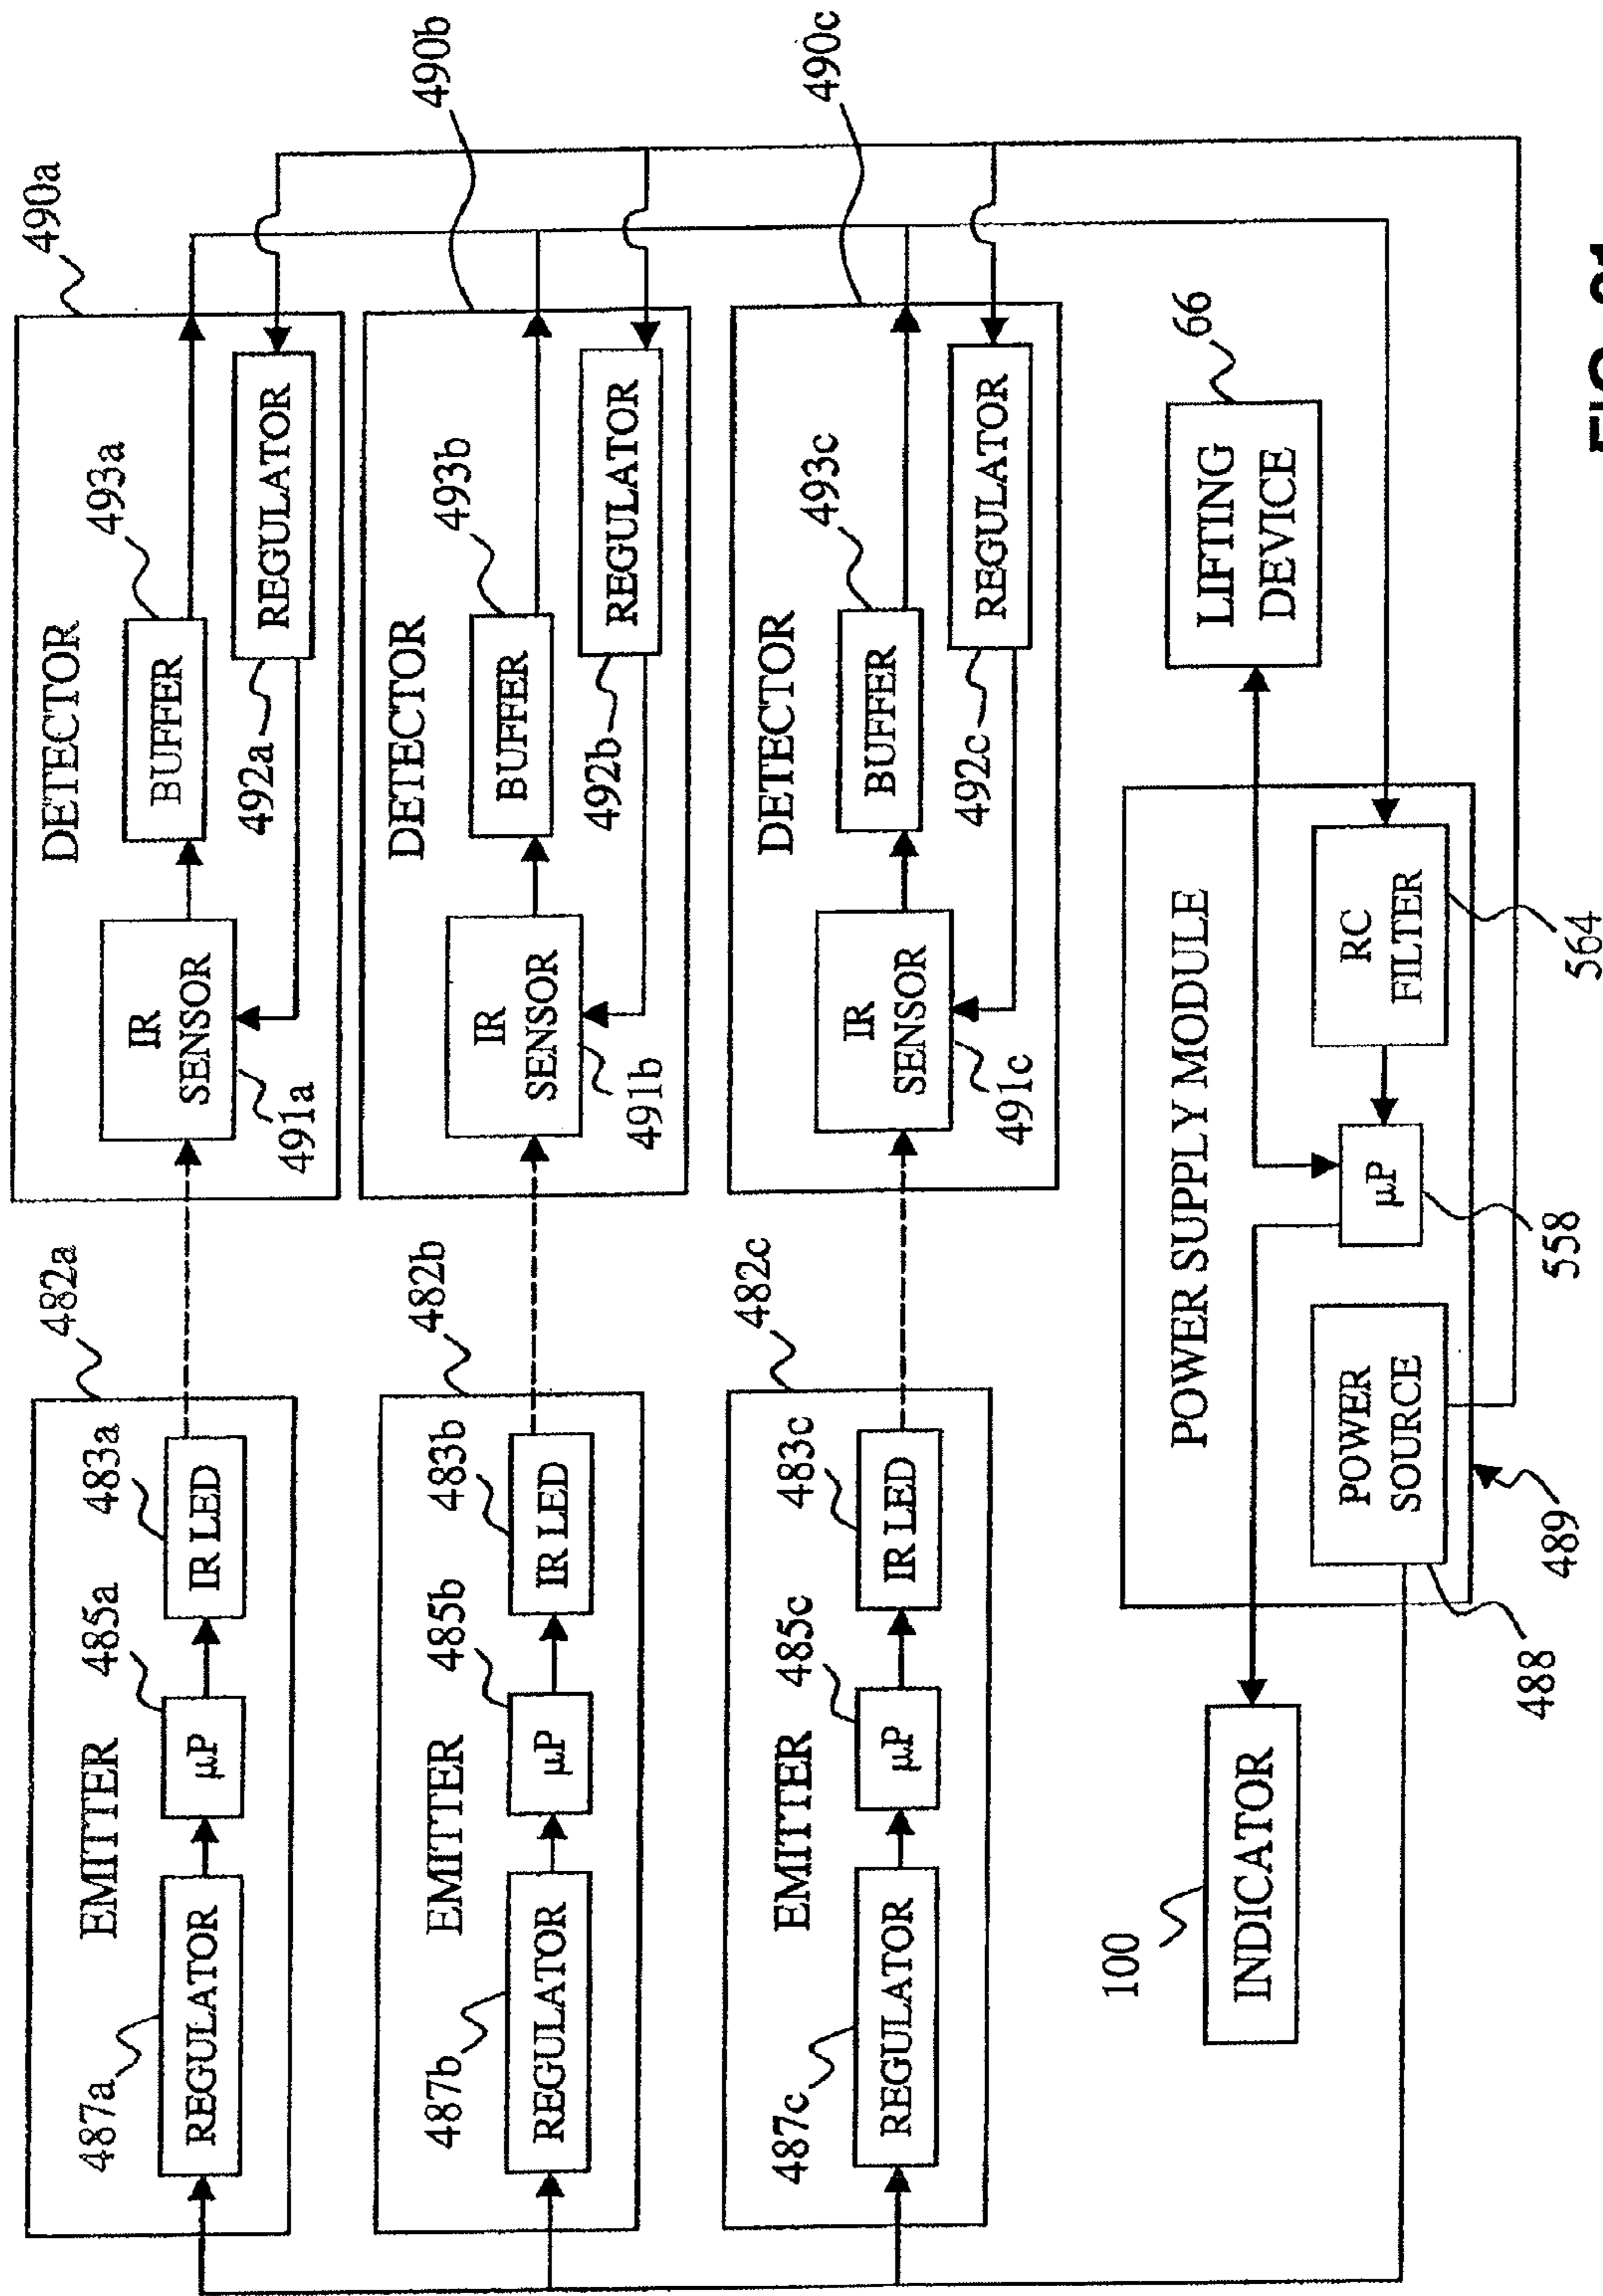 482a
490a
EMITTER
DETECTOR
487a
485a
483a
493a
REGULATOR
µP
IR LED
IR
SENSOR
BUFFER
491a
492a
REGULATOR
482b
490b
EMITTER
DETECTOR
487b
485b
483b
493b
REGULATOR
µP
IR LED
IR
SENSOR
BUFFER
491b
492b
REGULATOR
482c
490c
EMITTER
DETECTOR
487c
485c
483c
493c
REGULATOR
µP
IR LED
IR
SENSOR
BUFFER
491c
492c
REGULATOR
100
INDICATOR
POWER SUPPLY MODULE
66
LIFTING
DEVICE
POWER
SOURCE
µP
RC
FILTER
488
489
558
564